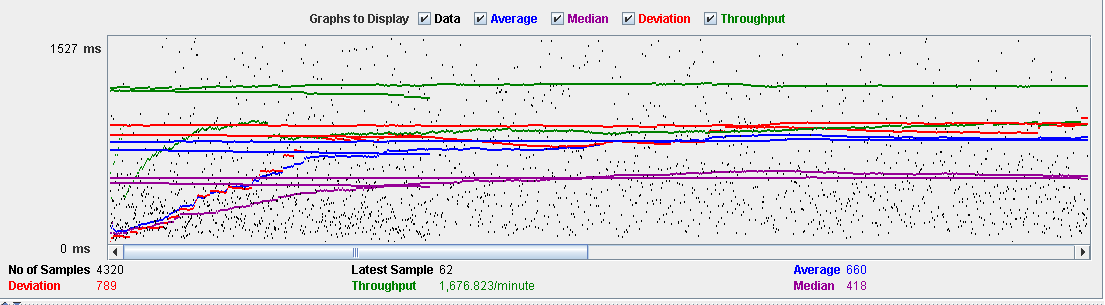 Graphs to Display Data Average Median Deviation Throughput
1527 ms
0 ms
No of Samples 4320 Latest Sample 62 Average 660
Deviation 789 Throughput 1,676.823/minute Median 418